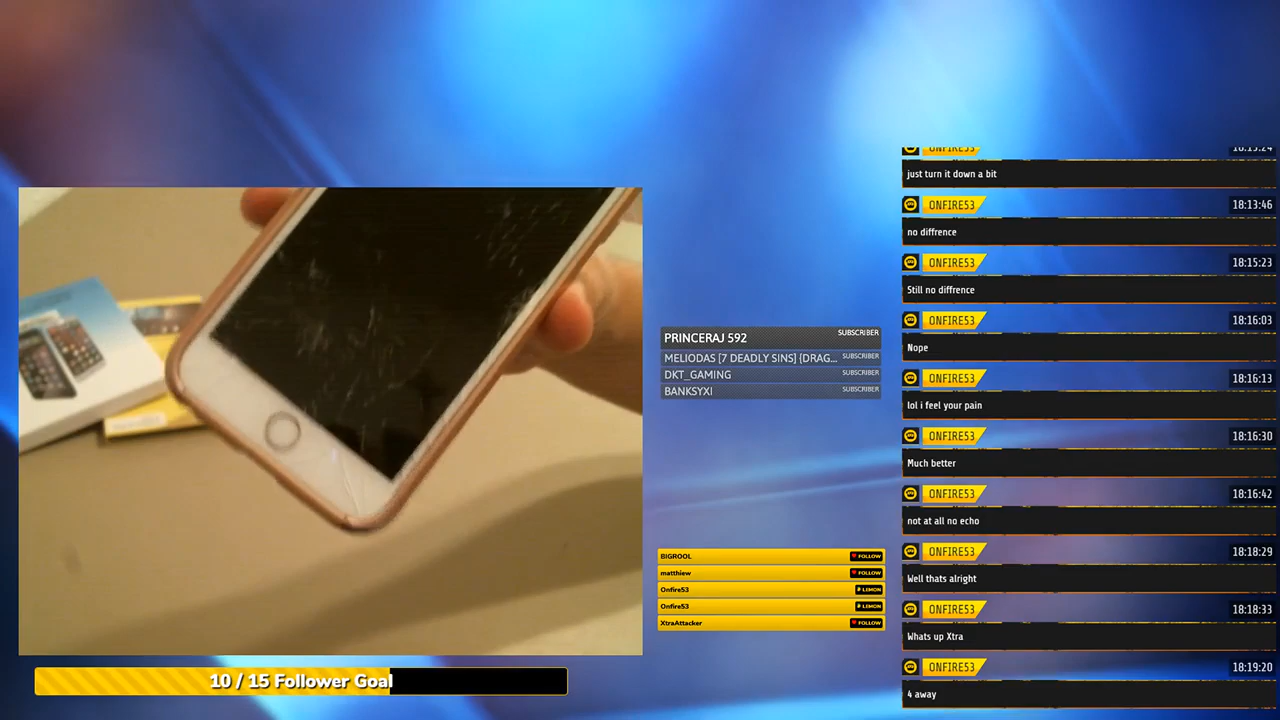 ONFIRE53 18:13:24
just turn it down a bit
ONFIRE53 18:13:46
no diffrence
ONFIRE53 18:15:23
Still no diffrence
ONFIRE53 18:16:03
Nope
ONFIRE53 18:16:13
lol i feel your pain
ONFIRE53 18:16:30
Much better
ONFIRE53 18:16:42
not at all no echo
ONFIRE53 18:18:29
Well thats alright
ONFIRE53 18:18:33
Whats up Xtra
ONFIRE53 18:19:20
4 away
PRINCERAJ 592 SUBSCRIBER
MELIODAS [7 DEADLY SINS] {DRAG... SUBSCRIBER
DKT_GAMING SUBSCRIBER
BANKSYXI SUBSCRIBER
BIGROOL FOLLOW
matthiew FOLLOW
Onfire53 LEMON
Onfire53 LEMON
XtraAttacker FOLLOW
10 / 15 Follower Goal